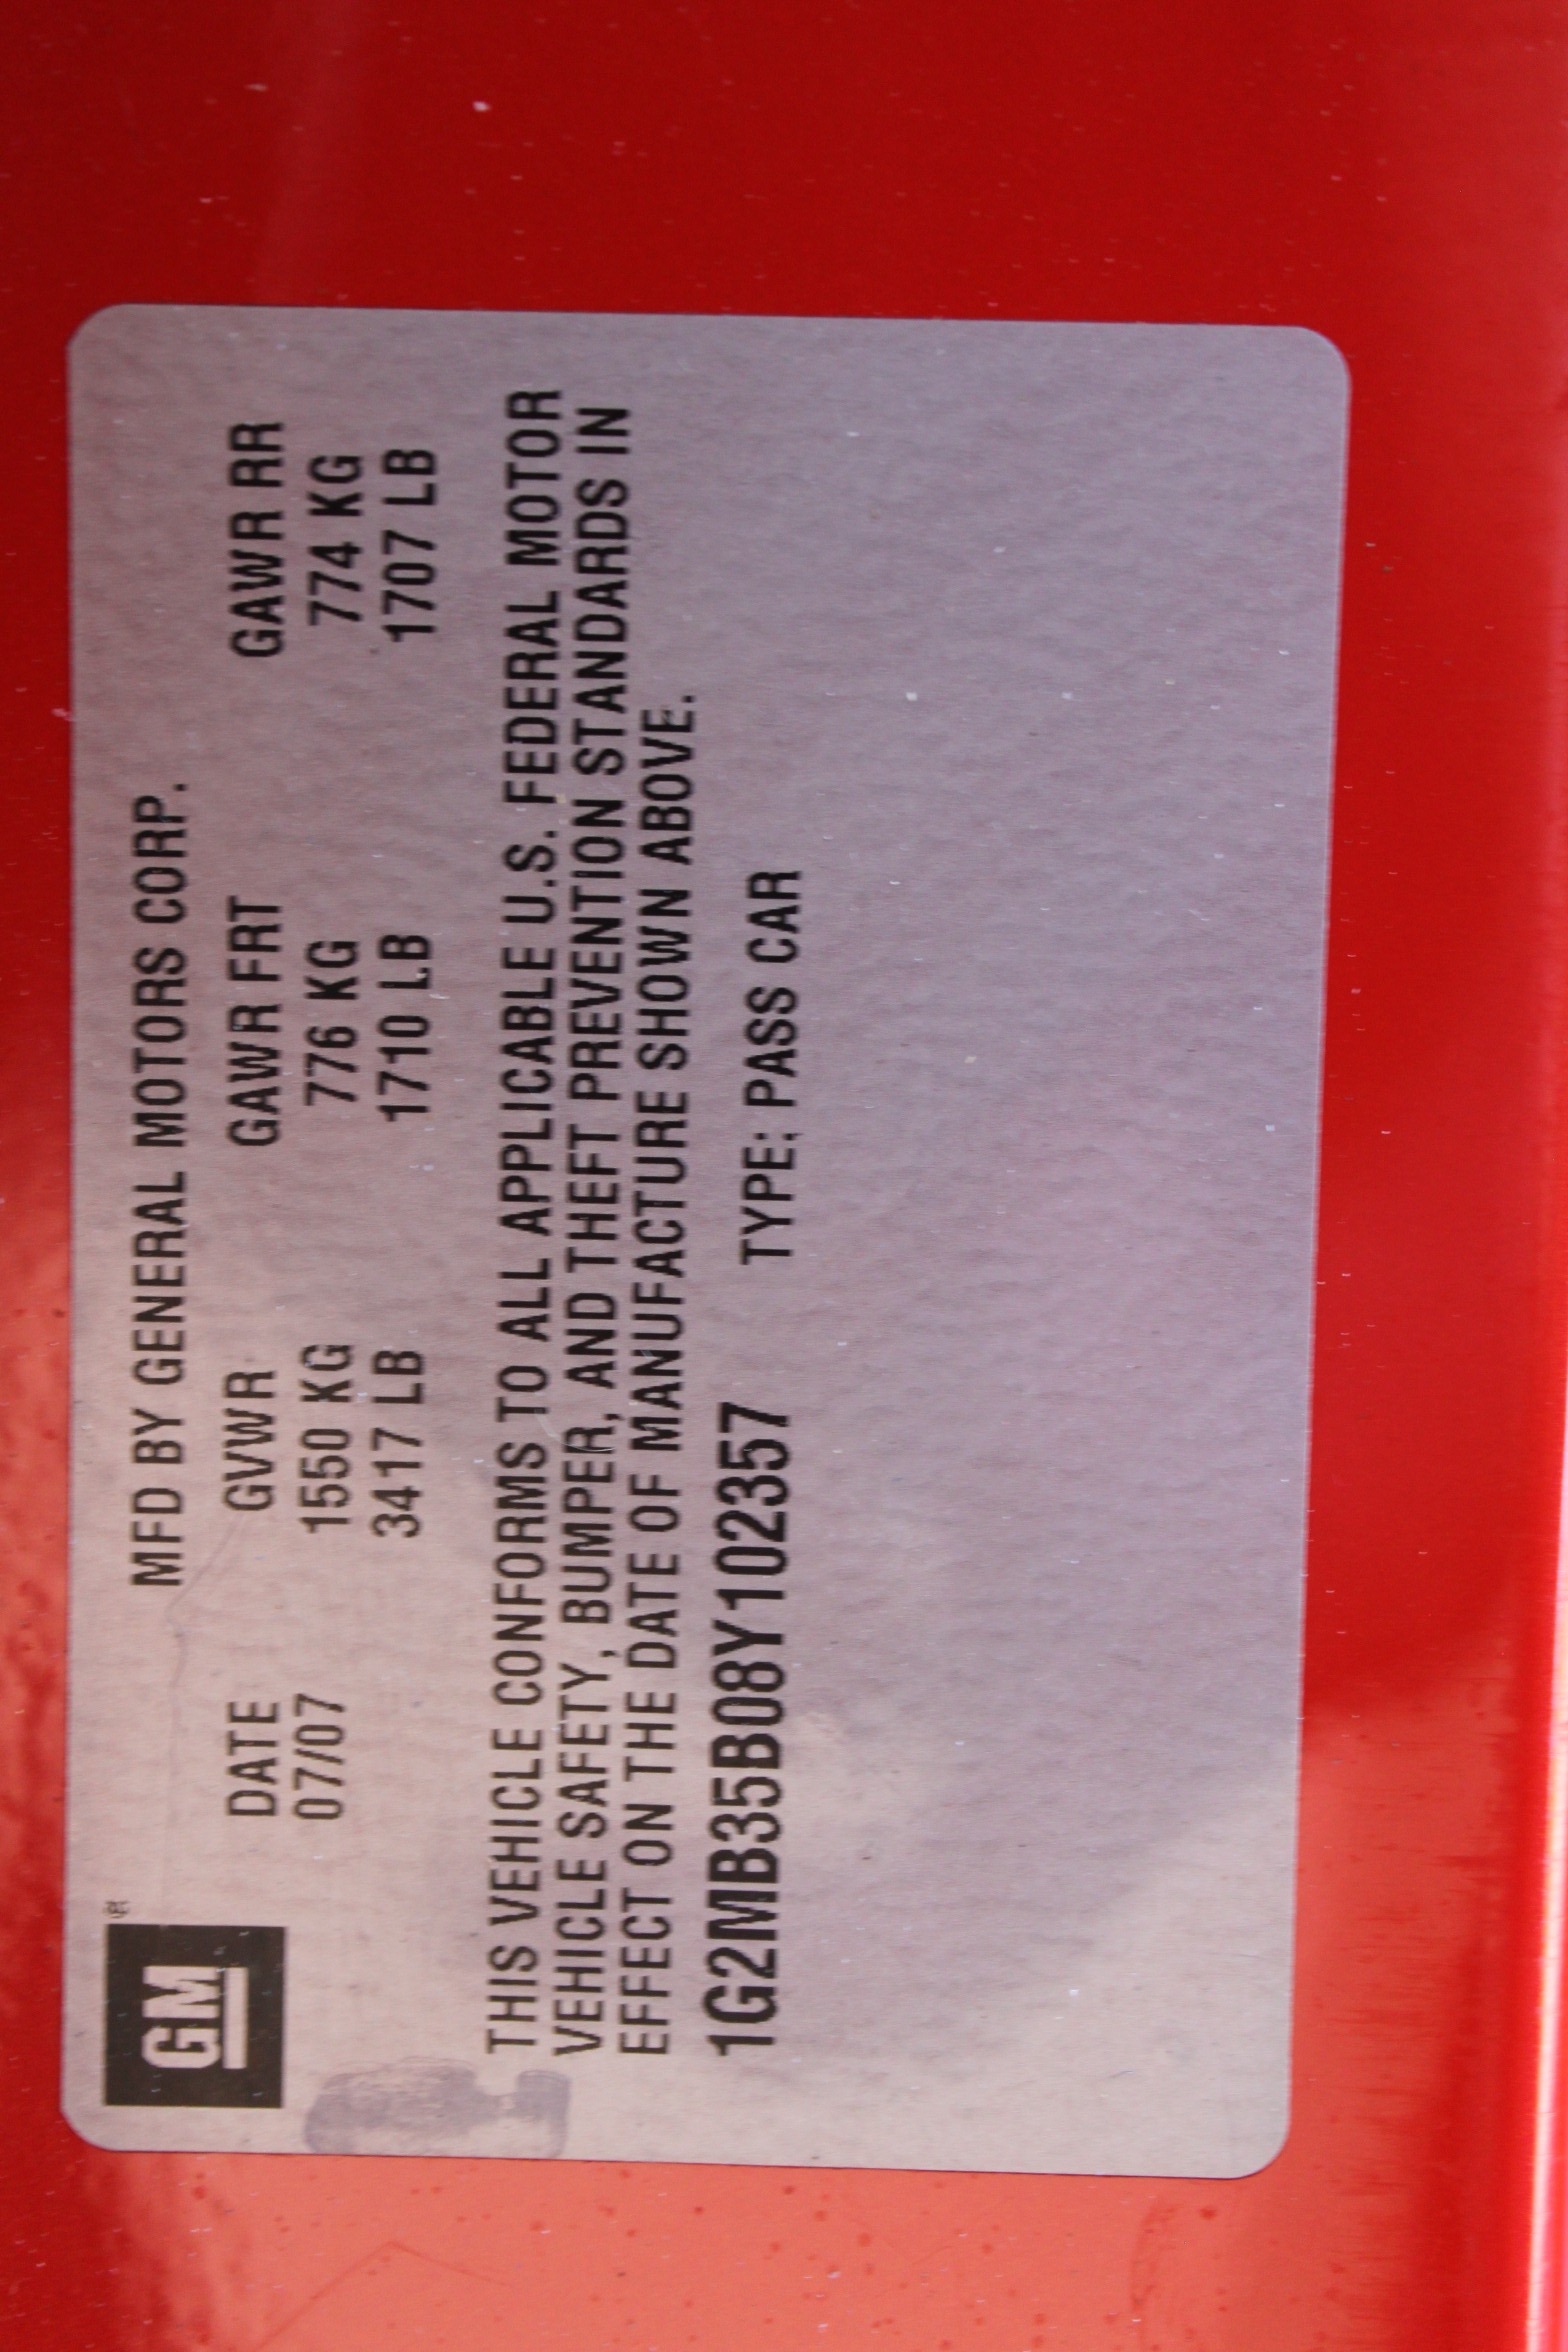 GM ®
MFD BY GENERAL MOTORS CORP.
DATE GVWR GAWR FRT GAWR RR
07/07 1550 KG 776 KG 774 KG
3417 LB 1710 LB 1707 LB
THIS VEHICLE CONFORMS TO ALL APPLICABLE U.S. FEDERAL MOTOR
VEHICLE SAFETY, BUMPER, AND THEFT PREVENTION STANDARDS IN
EFFECT ON THE DATE OF MANUFACTURE SHOWN ABOVE.
1G2MB35B08Y102357 TYPE: PASS CAR